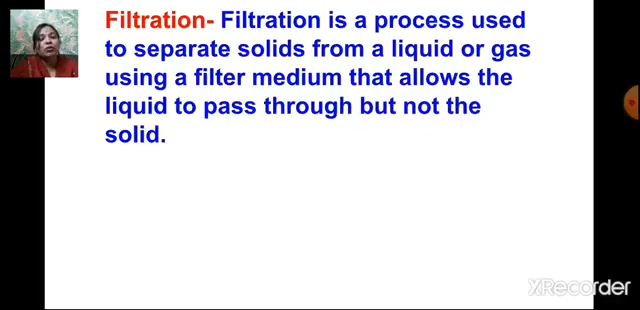 Filtration- Filtration is a process used
to separate solids from a liquid or gas
using a filter medium that allows the
liquid to pass through but not the
solid.
XRecorder